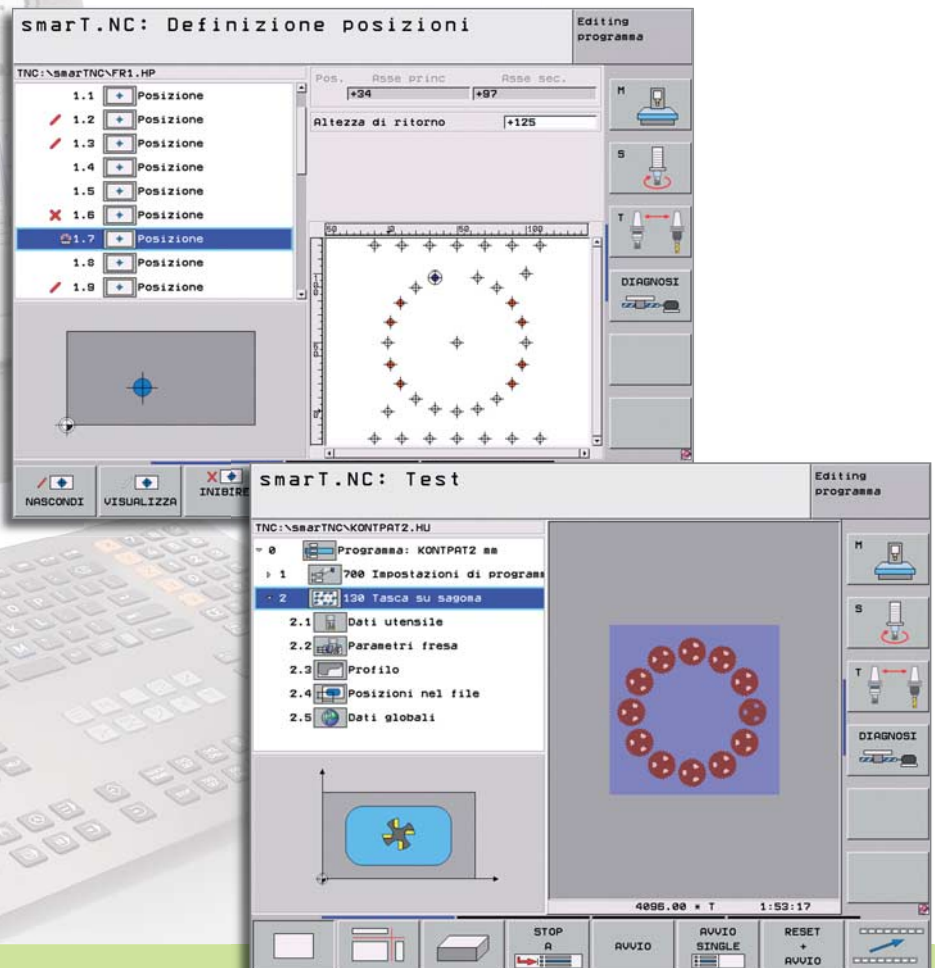 smarT.NC: Definizione posizioni
Editing
programma
TNC:\smarTNC\FR1.HP
1.1 Posizione
1.2 Posizione
1.3 Posizione
1.4 Posizione
1.5 Posizione
1.6 Posizione
1.7 Posizione
1.8 Posizione
1.9 Posizione
Pos. Asse princ Asse sec.
+34 +97
Altezza di ritorno +125
M
S
T
DIAGNOSI
NASCONDI
VISUALIZZA
INIBIRE
smarT.NC: Test
Editing
programma
TNC:\smarTNC\KONTPAT2.HU
0 Programma: KONTPAT2 mm
1 700 Impostazioni di programm
2 130 Tasca su sagoma
2.1 Dati utensile
2.2 Parametri fresa
2.3 Profilo
2.4 Posizioni nel file
2.5 Dati globali
4096.00 * T 1:53:17
M
S
T
DIAGNOSI
STOP
A
AVVIO
AVVIO
SINGLE
RESET
+
AVVIO